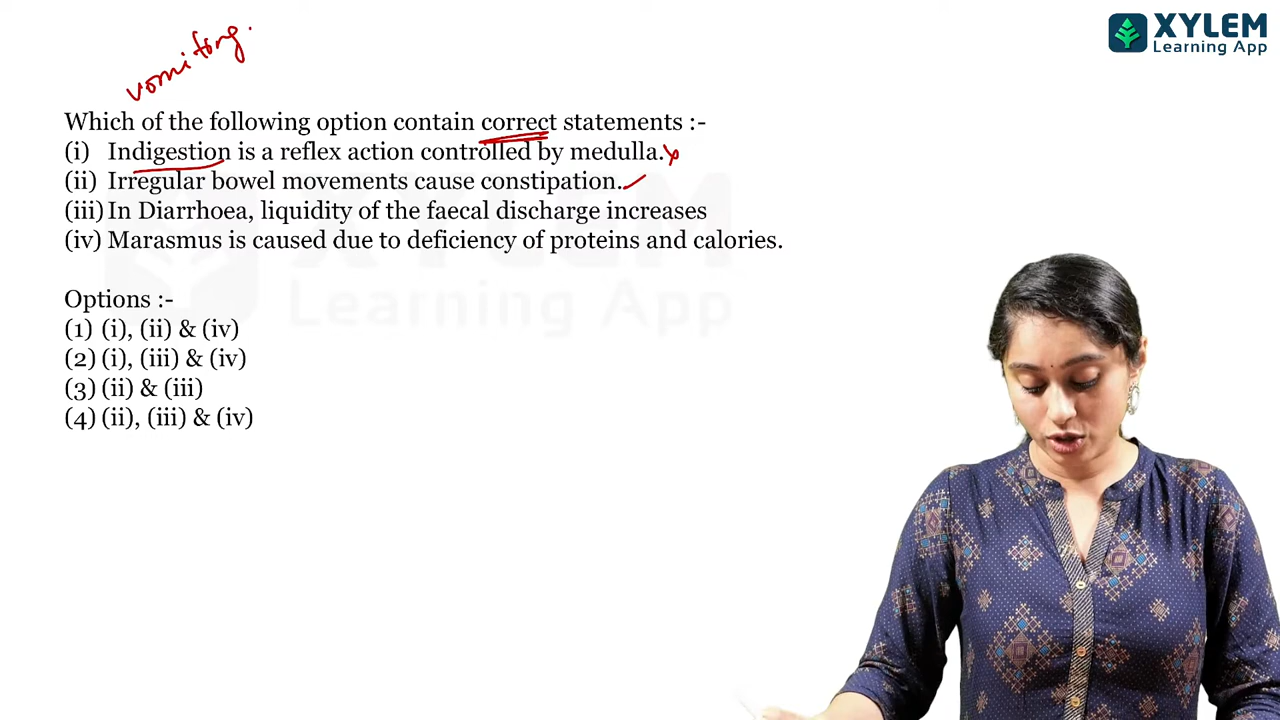 XYLEM
Learning App
vomiting.
Which of the following option contain correct statements :-
(i) Indigestion is a reflex action controlled by medulla.
(ii) Irregular bowel movements cause constipation.
(iii) In Diarrhoea, liquidity of the faecal discharge increases
(iv) Marasmus is caused due to deficiency of proteins and calories.
XYLEM
Learning App
Options :-
(1) (i), (ii) & (iv)
(2) (i), (iii) & (iv)
(3) (ii) & (iii)
(4) (ii), (iii) & (iv)